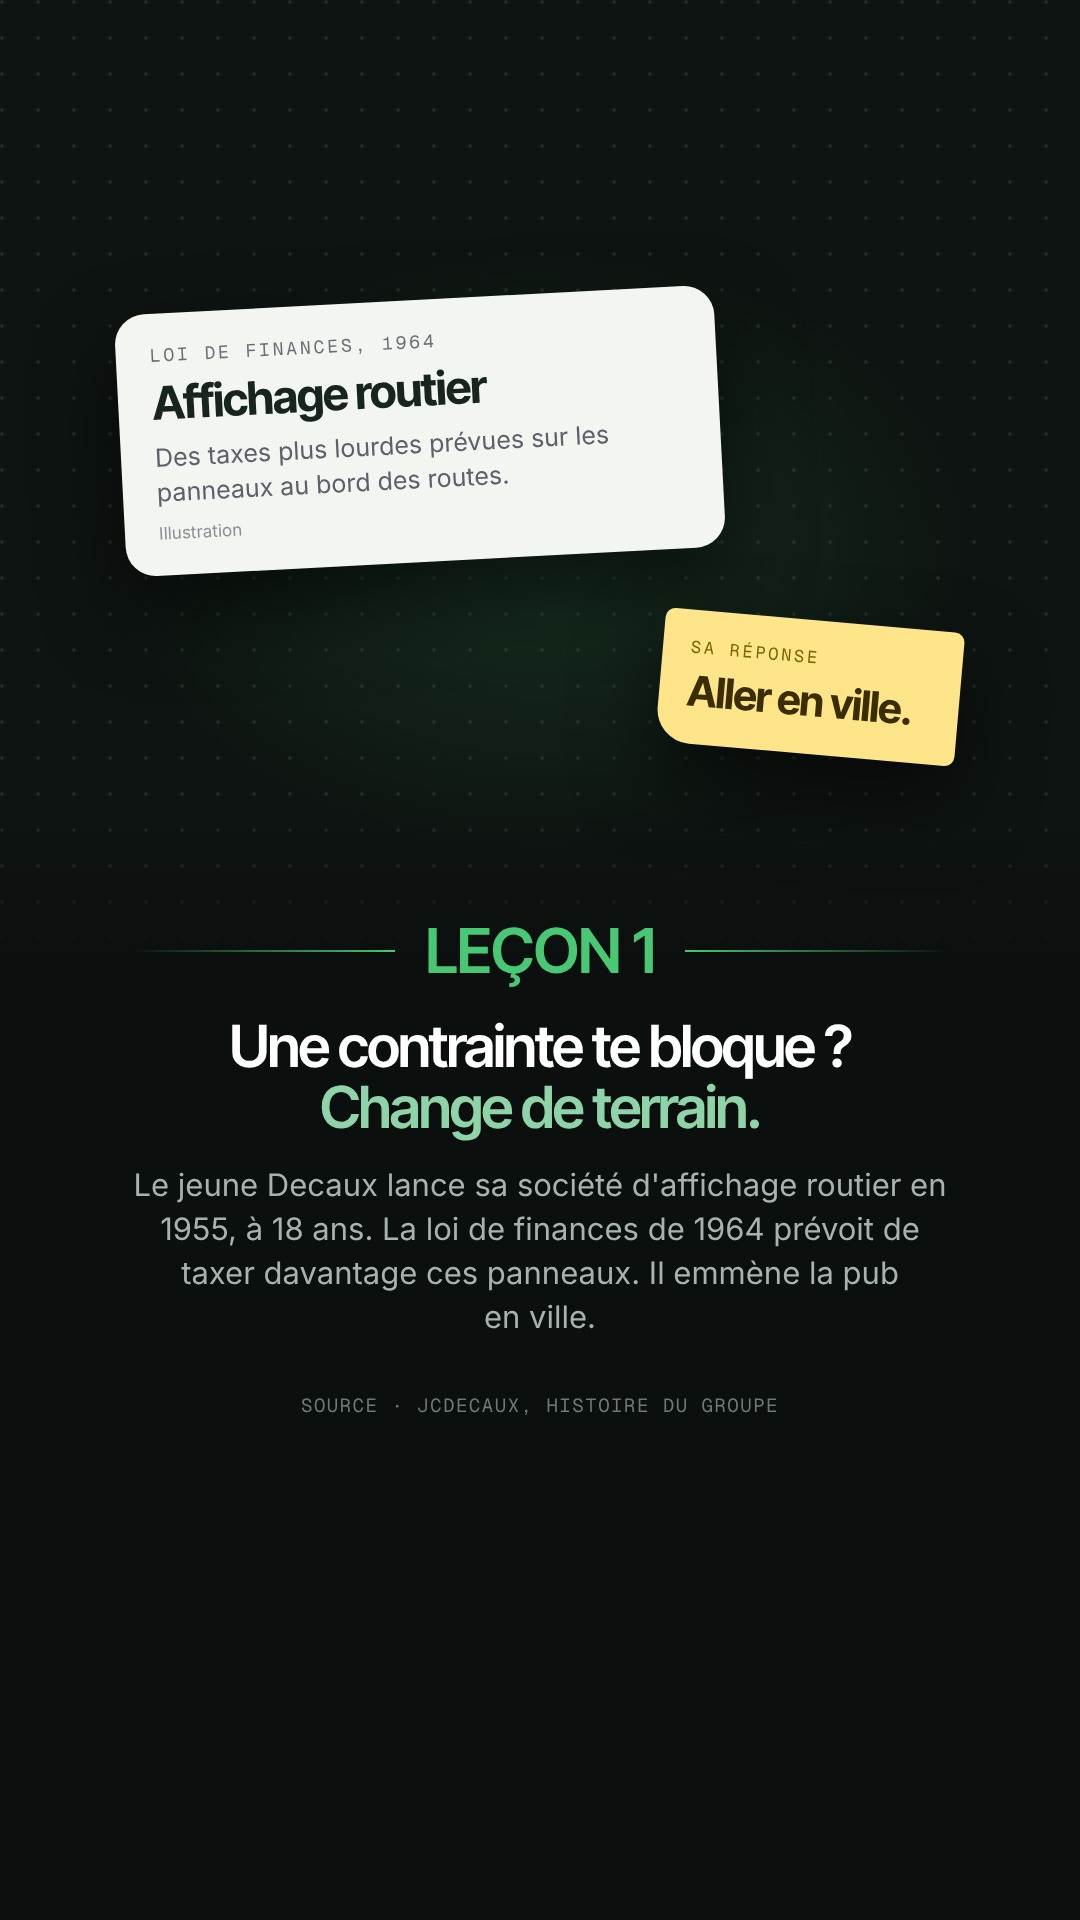 LOI DE FINANCES, 1964
Affichage routier
Des taxes plus lourdes prévues sur les
panneaux au bord des routes.
Illustration
SA RÉPONSE
Aller en ville.
LEÇON 1
Une contrainte te bloque ?
Change de terrain.
Le jeune Decaux lance sa société d'affichage routier en
1955, à 18 ans. La loi de finances de 1964 prévoit de
taxer davantage ces panneaux. Il emmène la pub
en ville.
SOURCE · JCDECAUX, HISTOIRE DU GROUPE